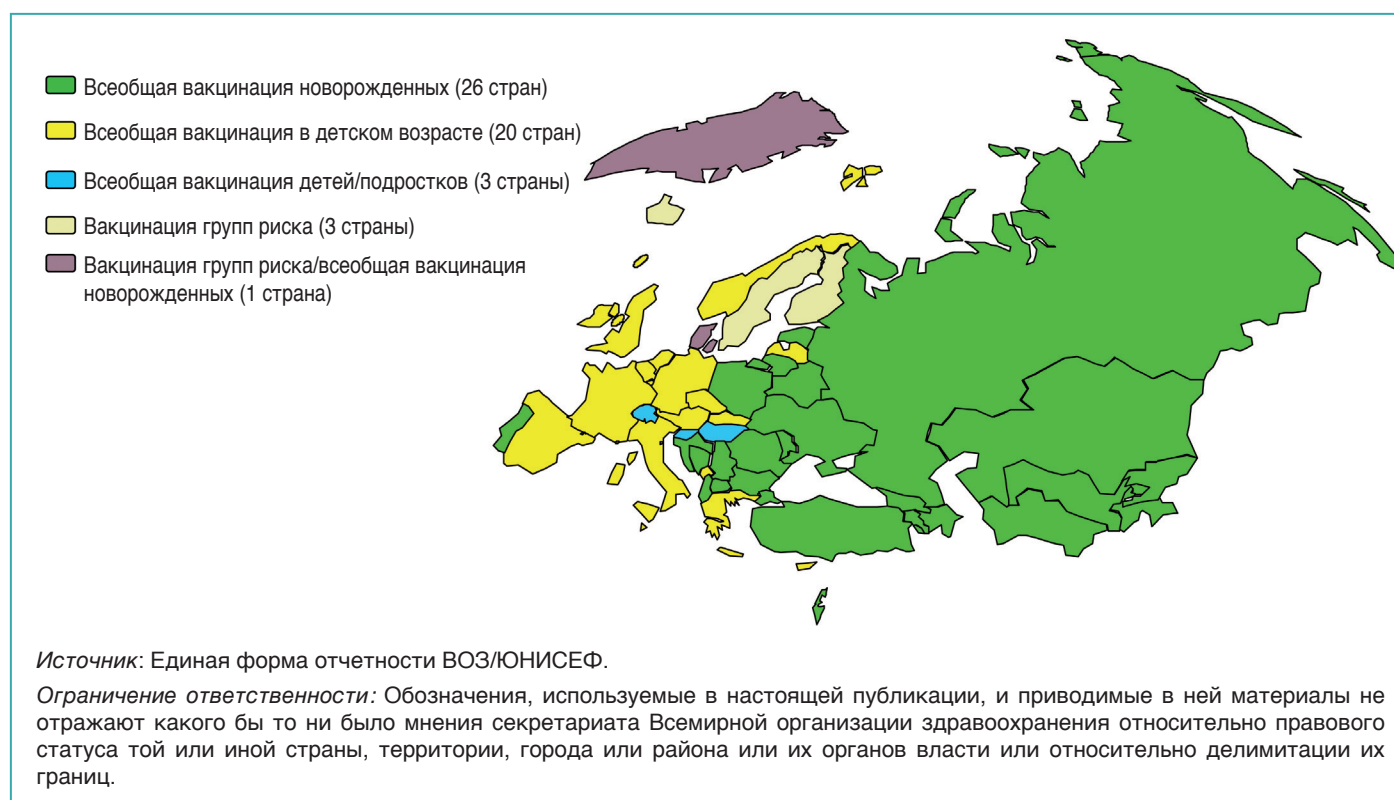 Всеобщая вакцинация новорожденных (26 стран)
Всеобщая вакцинация в детском возрасте (20 стран)
Всеобщая вакцинация детей/подростков (3 страны)
Вакцинация групп риска (3 страны)
Вакцинация групп риска/всеобщая вакцинация
новорожденных (1 страна)
Источник: Единая форма отчетности ВОЗ/ЮНИСЕФ.
Ограничение ответственности: Обозначения, используемые в настоящей публикации, и приводимые в ней материалы не
отражают какого бы то ни было мнения секретариата Всемирной организации здравоохранения относительно правового
статуса той или иной страны, территории, города или района или их органов власти или относительно делимитации их
границ.